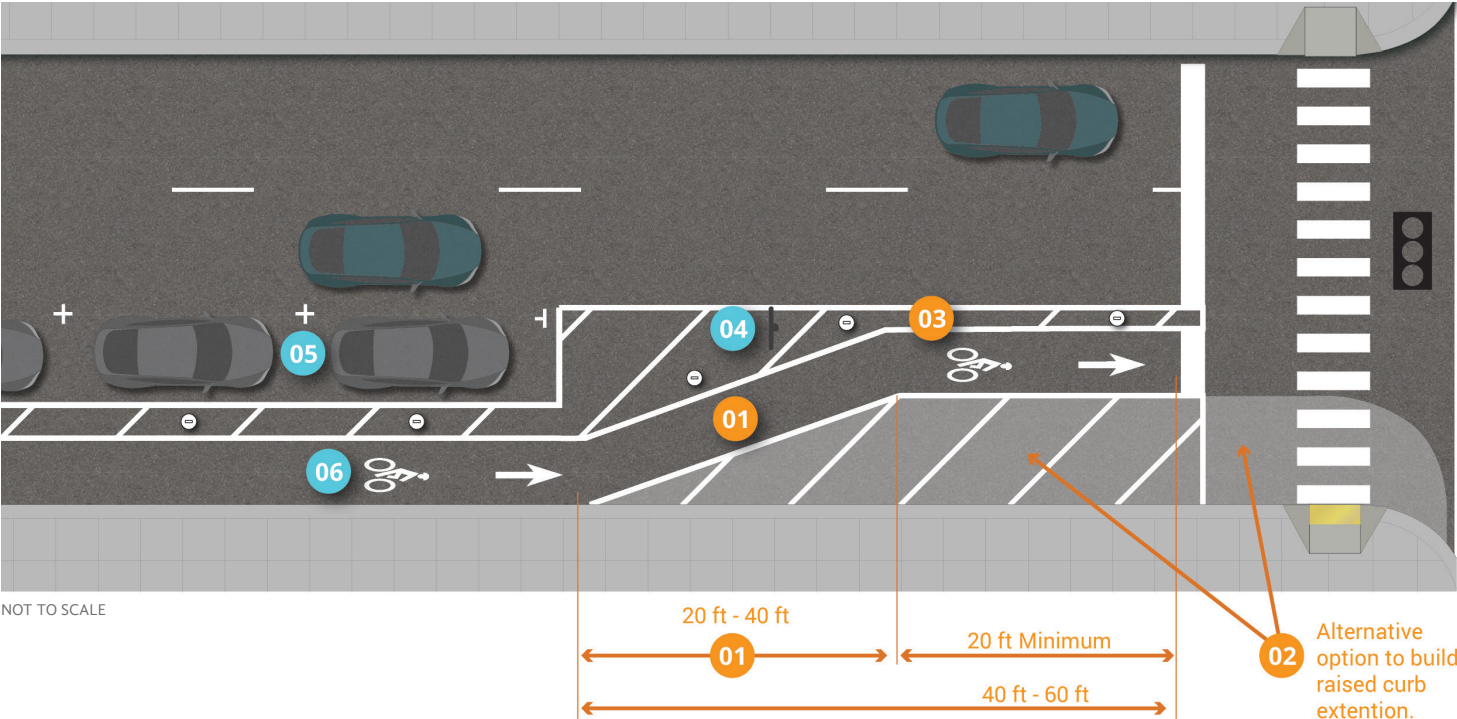 04
03
05
01
06
NOT TO SCALE
20 ft - 40 ft
01
20 ft Minimum
40 ft - 60 ft
02
Alternative
option to build
raised curb
extention.